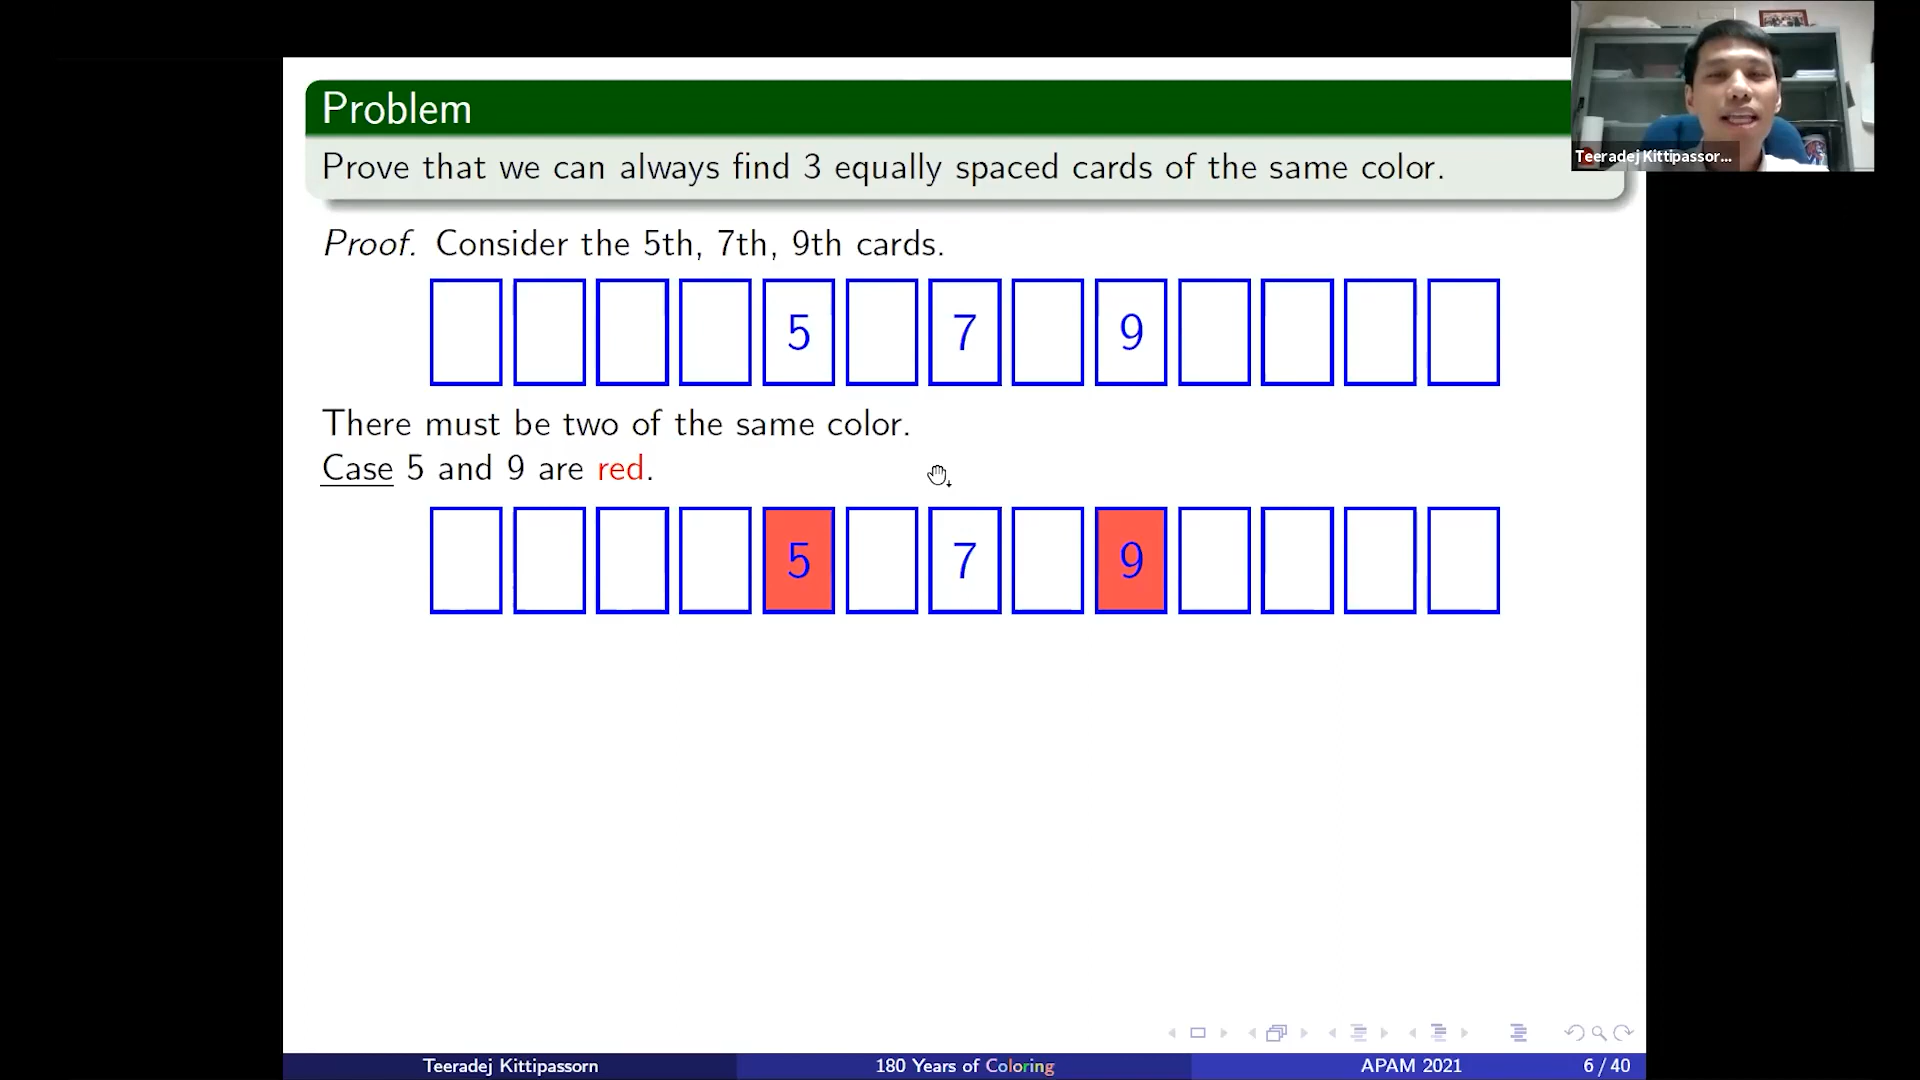 Problem
Prove that we can always find 3 equally spaced cards of the same color.
Teeradej Kittipassor...
Proof. Consider the 5th, 7th, 9th cards.
5 7 9
There must be two of the same color.
Case 5 and 9 are red.
5 7 9
Teeradej Kittipassorn 180 Years of Coloring APAM 2021 6 / 40